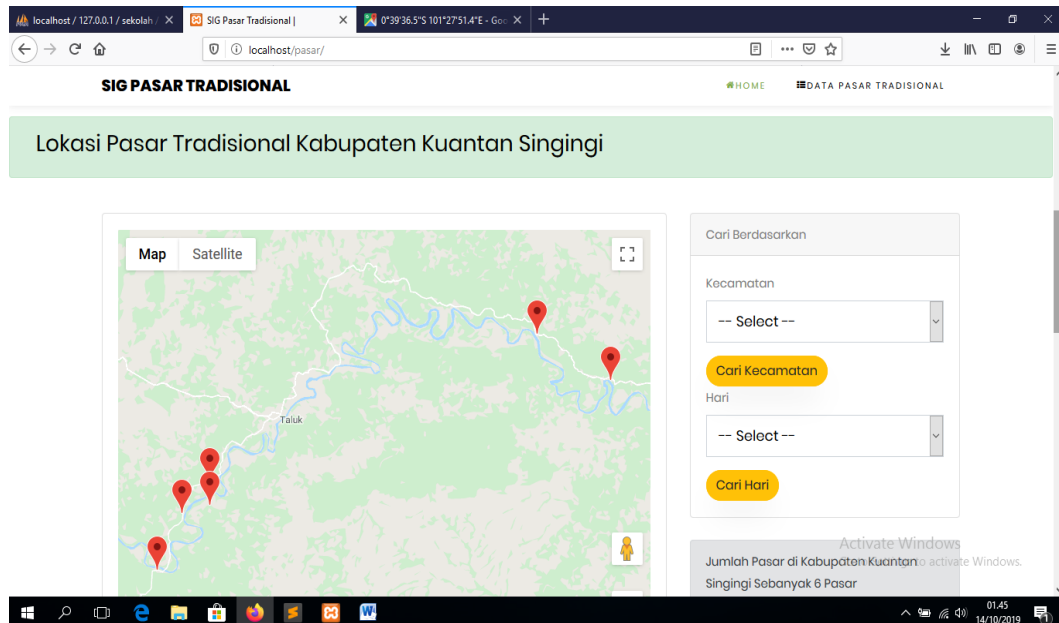 localhost / 127.0.0.1 / sekolah /
SIG Pasar Tradisional |
0°39'36.5"S 101°27'51.4"E - Goo
localhost/pasar/
SIG PASAR TRADISIONAL
HOME
DATA PASAR TRADISIONAL
Lokasi Pasar Tradisional Kabupaten Kuantan Singingi
Map
Satellite
Taluk
Cari Berdasarkan
Kecamatan
-- Select --
Cari Kecamatan
Hari
-- Select --
Cari Hari
Activate Windows
Jumlah Pasar di Kabupaten Kuantan
to activate Windows.
Singingi Sebanyak 6 Pasar
01.45
14/10/2019